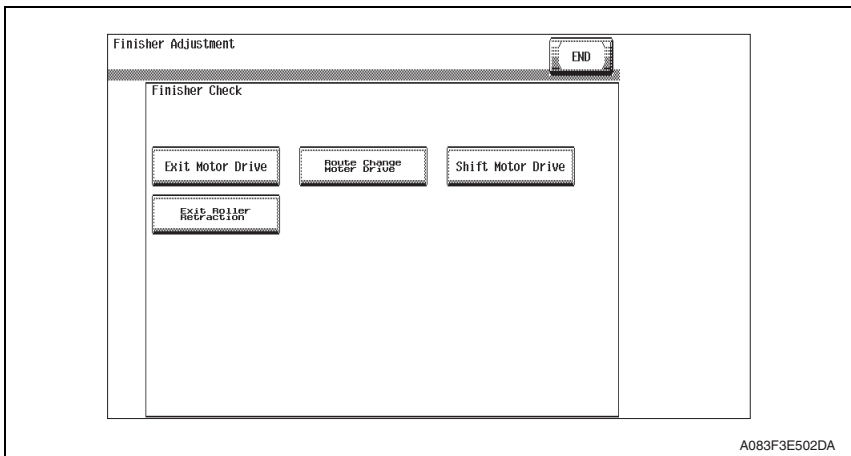 Finisher Adjustment
END
Finisher Check
Exit Motor Drive
Route Change
Moter Drive
Shift Motor Drive
Exit Roller
Retraction
A083F3E502DA